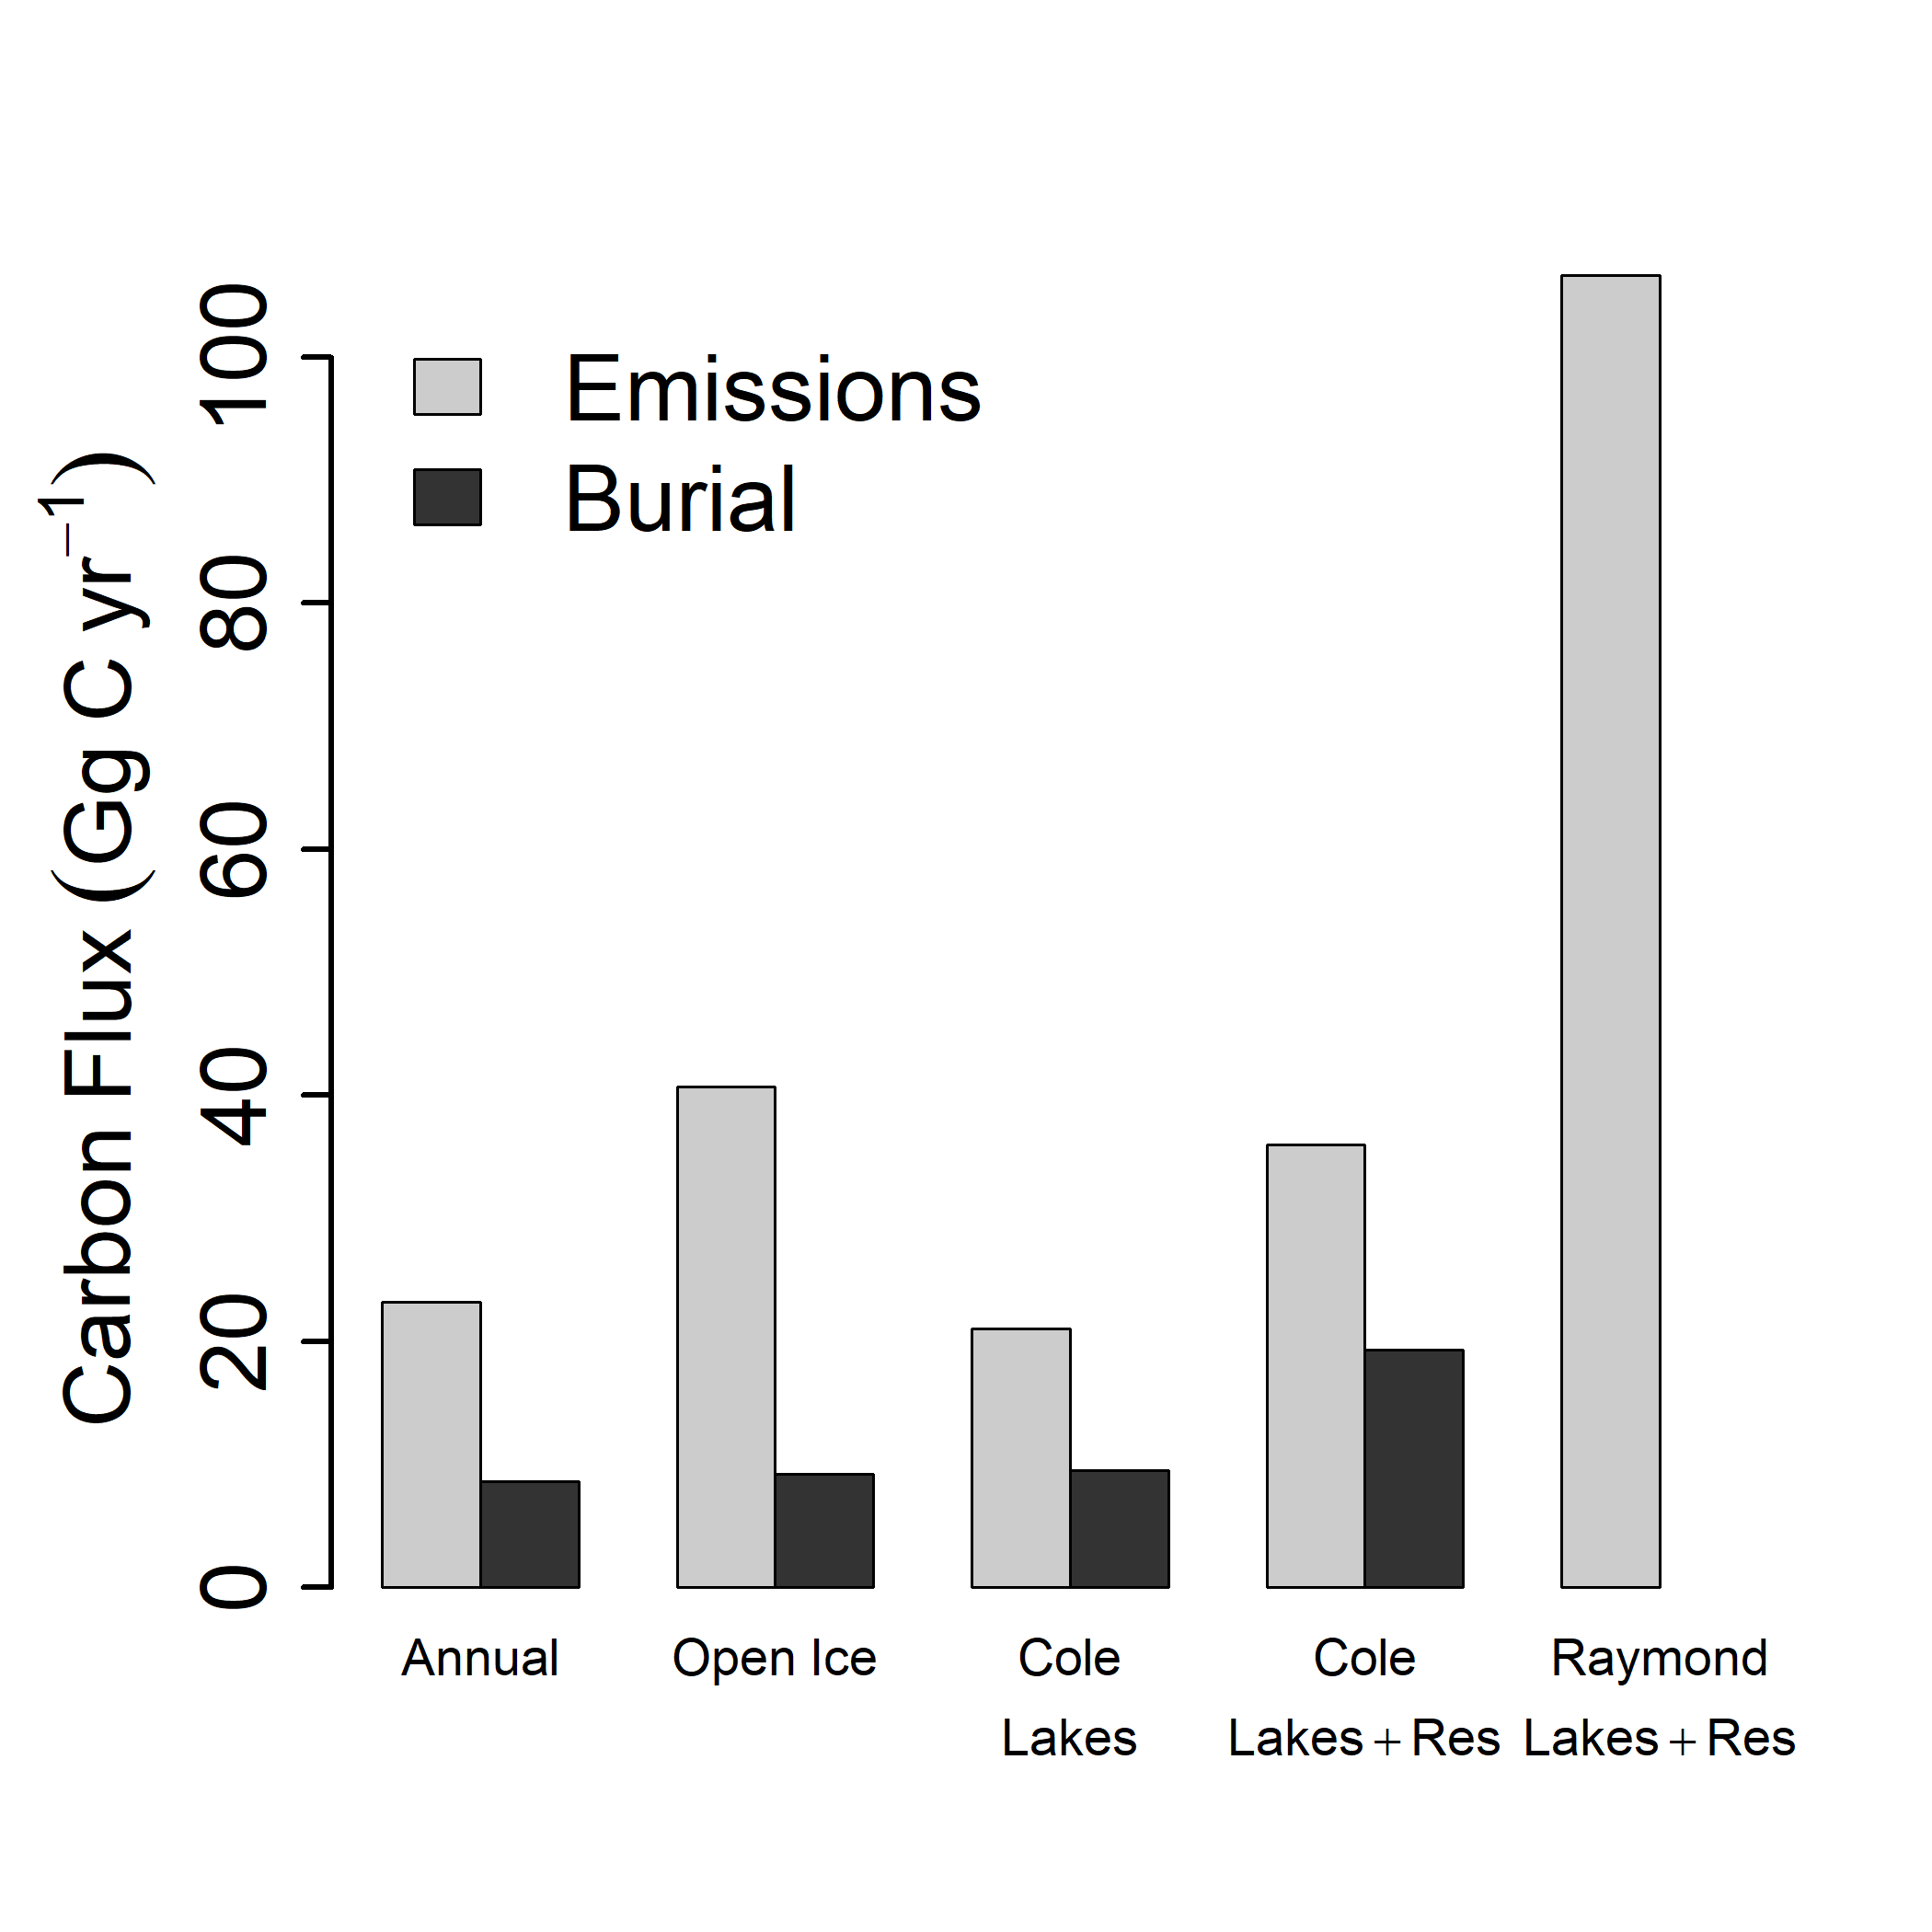 Carbon Flux (Gg C yr⁻¹)
100
80
60
40
20
0
Emissions
Burial
Annual
Open Ice
Cole
Lakes
Cole
Lakes + Res
Raymond
Lakes + Res